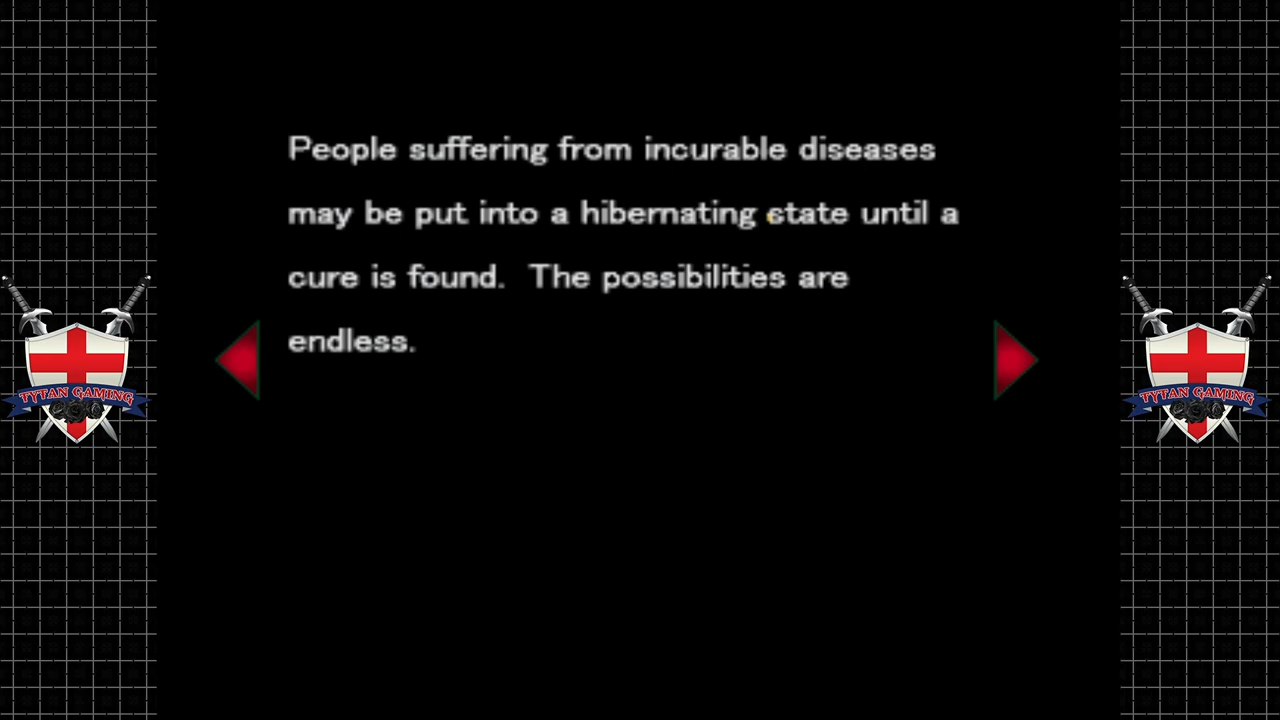 People suffering from incurable diseases
may be put into a hibernating state until a
cure is found.  The possibilities are
endless.
TYTAN GAMING
TYTAN GAMING